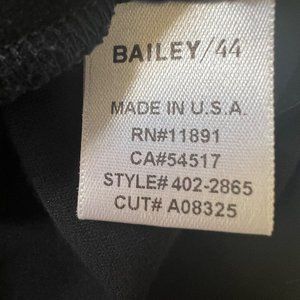 BAILEY/44
MADE IN U.S.A.
RN#11891
CA#54517
STYLE# 402-2865
CUT# A08325